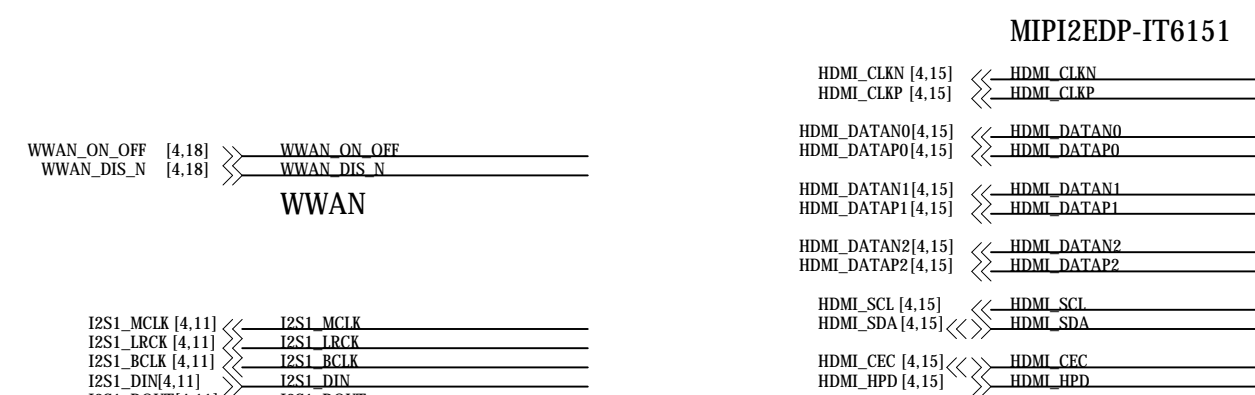 MIPI2EDP-IT6151
HDMI_CLKN [4,15] HDMI_CLKN
HDMI_CLKP [4,15] HDMI_CLKP
HDMI_DATAN0[4,15] HDMI_DATAN0
HDMI_DATAP0[4,15] HDMI_DATAP0
HDMI_DATAN1[4,15] HDMI_DATAN1
HDMI_DATAP1[4,15] HDMI_DATAP1
HDMI_DATAN2[4,15] HDMI_DATAN2
HDMI_DATAP2[4,15] HDMI_DATAP2
HDMI_SCL [4,15] HDMI_SCL
HDMI_SDA [4,15] HDMI_SDA
HDMI_CEC [4,15] HDMI_CEC
HDMI_HPD [4,15] HDMI_HPD
WWAN_ON_OFF [4,18] WWAN_ON_OFF
WWAN_DIS_N [4,18] WWAN_DIS_N
WWAN
I2S1_MCLK [4,11] I2S1_MCLK
I2S1_LRCK [4,11] I2S1_LRCK
I2S1_BCLK [4,11] I2S1_BCLK
I2S1_DIN[4,11] I2S1_DIN